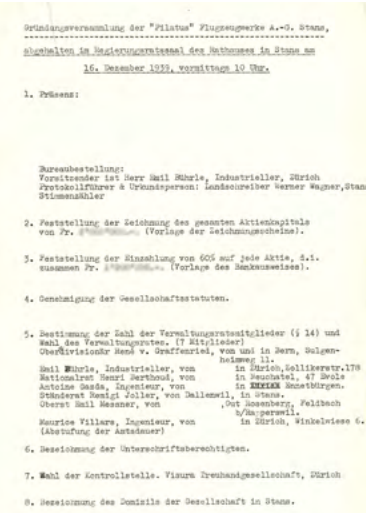 Gründungsversammlung der "Pilatus" Flugzeugwerke A.-G. Stans,
abgehalten im Regierungsratssaal des Rathauses in Stans am
16. Dezember 1939, vormittags 10 Uhr.
1. Präsenz:
Bureaubestellung:
Vorsitzender ist Herr Emil Bührle, Industrieller, Zürich
Protokollführer & Urkundsperson: Landschreiber Werner Wagner, Stans
Stimmenzähler
2. Feststellung der Zeichnung des gesamten Aktienkapitals
von Fr. (Vorlage der Zeichnungsscheine).
3. Feststellung der Einzahlung von 60% auf jede Aktie, d.i.
zusammen Fr. (Vorlage des Bankausweises).
4. Genehmigung der Gesellschaftsstatuten.
5. Bestimmung der Zahl der Verwaltungsratsmitglieder (§ 14) und
Wahl des Verwaltungsrates. (7 Mitglieder)
Oberdivisionär René v. Graffenried, von und in Bern, Sulgen-
heimweg 11.
Emil Bührle, Industrieller, von in Zürich, Zollikerstr.178
Nationalrat Henri Berthoud, von in Neuchatel, 47 Evole
Antoine Gazda, Ingenieur, von in Ennetbürgen.
Ständerat Remigi Joller, von Dallenwil, in Stans.
Oberst Emil Messner, von ,Gut Rosenberg, Feldbach
b/Rapperswil.
Maurice Villars, Ingenieur, von in Zürich, Winkelwiese 6.
(Abstufung der Amtsdauer)
6. Bezeichnung der Unterschriftsberechtigten.
7. Wahl der Kontrollstelle. Visura Treuhandgesellschaft, Zürich
8. Bezeichnung des Domizils der Gesellschaft in Stans.